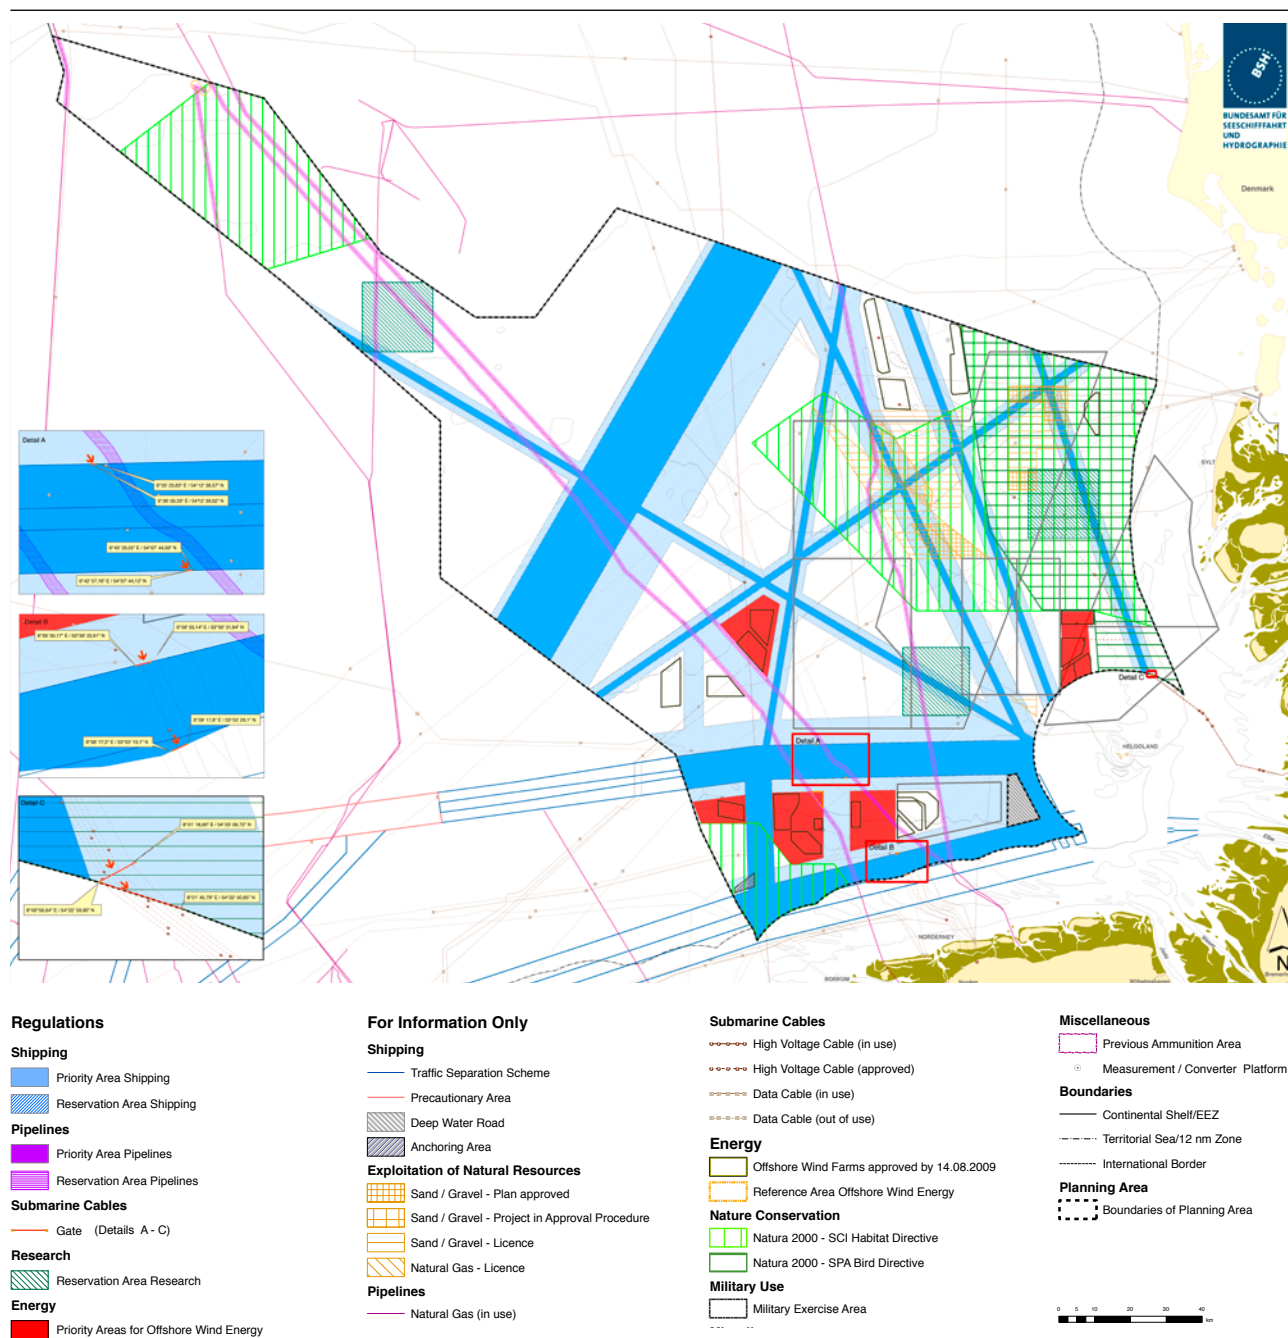 BSH
BUNDESAMT FÜR
SEESCHIFFFAHRT
UND
HYDROGRAPHIE
Denmark
SYLT
HELGOLAND
NORDERNEY
BORKUM
Wilhelmshaven
Elbe
N
Detail A
Detail B
Detail C
Detail A
Detail B
Detail C
Regulations
Shipping
Priority Area Shipping
Reservation Area Shipping
Pipelines
Priority Area Pipelines
Reservation Area Pipelines
Submarine Cables
Gate (Details A - C)
Research
Reservation Area Research
Energy
Priority Areas for Offshore Wind Energy
For Information Only
Shipping
Traffic Separation Scheme
Precautionary Area
Deep Water Road
Anchoring Area
Exploitation of Natural Resources
Sand / Gravel - Plan approved
Sand / Gravel - Project in Approval Procedure
Sand / Gravel - Licence
Natural Gas - Licence
Pipelines
Natural Gas (in use)
Submarine Cables
High Voltage Cable (in use)
High Voltage Cable (approved)
Data Cable (in use)
Data Cable (out of use)
Energy
Offshore Wind Farms approved by 14.08.2009
Reference Area Offshore Wind Energy
Nature Conservation
Natura 2000 - SCI Habitat Directive
Natura 2000 - SPA Bird Directive
Military Use
Military Exercise Area
Miscellaneous
Previous Ammunition Area
Measurement / Converter Platform
Boundaries
Continental Shelf/EEZ
Territorial Sea/12 nm Zone
International Border
Planning Area
Boundaries of Planning Area
0 5 10 20 30 40
km